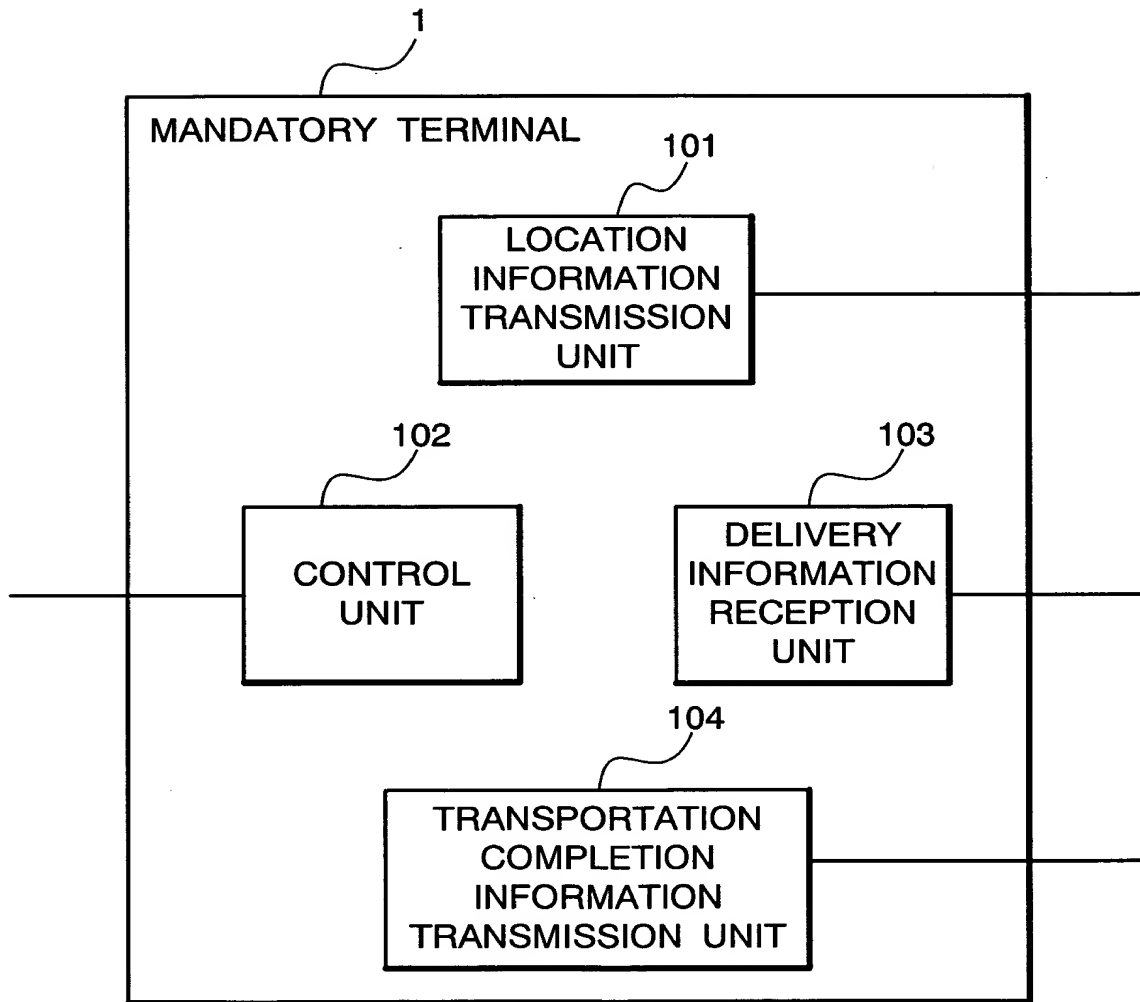 1
MANDATORY TERMINAL
101
LOCATION
INFORMATION
TRANSMISSION
UNIT
102
CONTROL
UNIT
103
DELIVERY
INFORMATION
RECEPTION
UNIT
104
TRANSPORTATION
COMPLETION
INFORMATION
TRANSMISSION UNIT